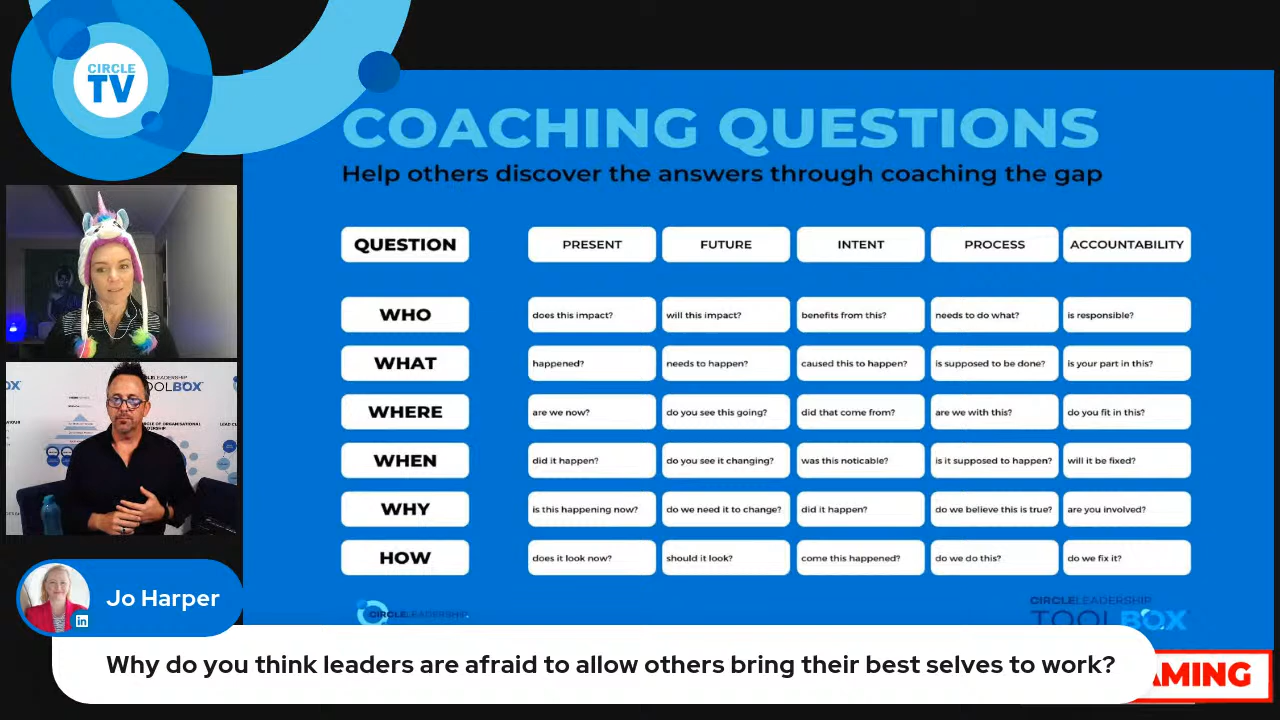 CIRCLE
TV
COACHING QUESTIONS
Help others discover the answers through coaching the gap
QUESTION PRESENT FUTURE INTENT PROCESS ACCOUNTABILITY
WHO does this impact? will this impact? benefits from this? needs to do what? is responsible?
WHAT happened? needs to happen? caused this to happen? is supposed to be done? is your part in this?
WHERE are we now? do you see this going? did that come from? are we with this? do you fit in this?
WHEN did it happen? do you see it changing? was this noticable? is it supposed to happen? will it be fixed?
WHY is this happening now? do we need it to change? did it happen? do we believe this is true? are you involved?
HOW does it look now? should it look? come this happened? do we do this? do we fix it?
CIRCLELEADERSHIP
CIRCLELEADERSHIP
TOOLBOX
LEADERSHIP
OOLBOX
Jo Harper
in
Why do you think leaders are afraid to allow others bring their best selves to work?
AMING